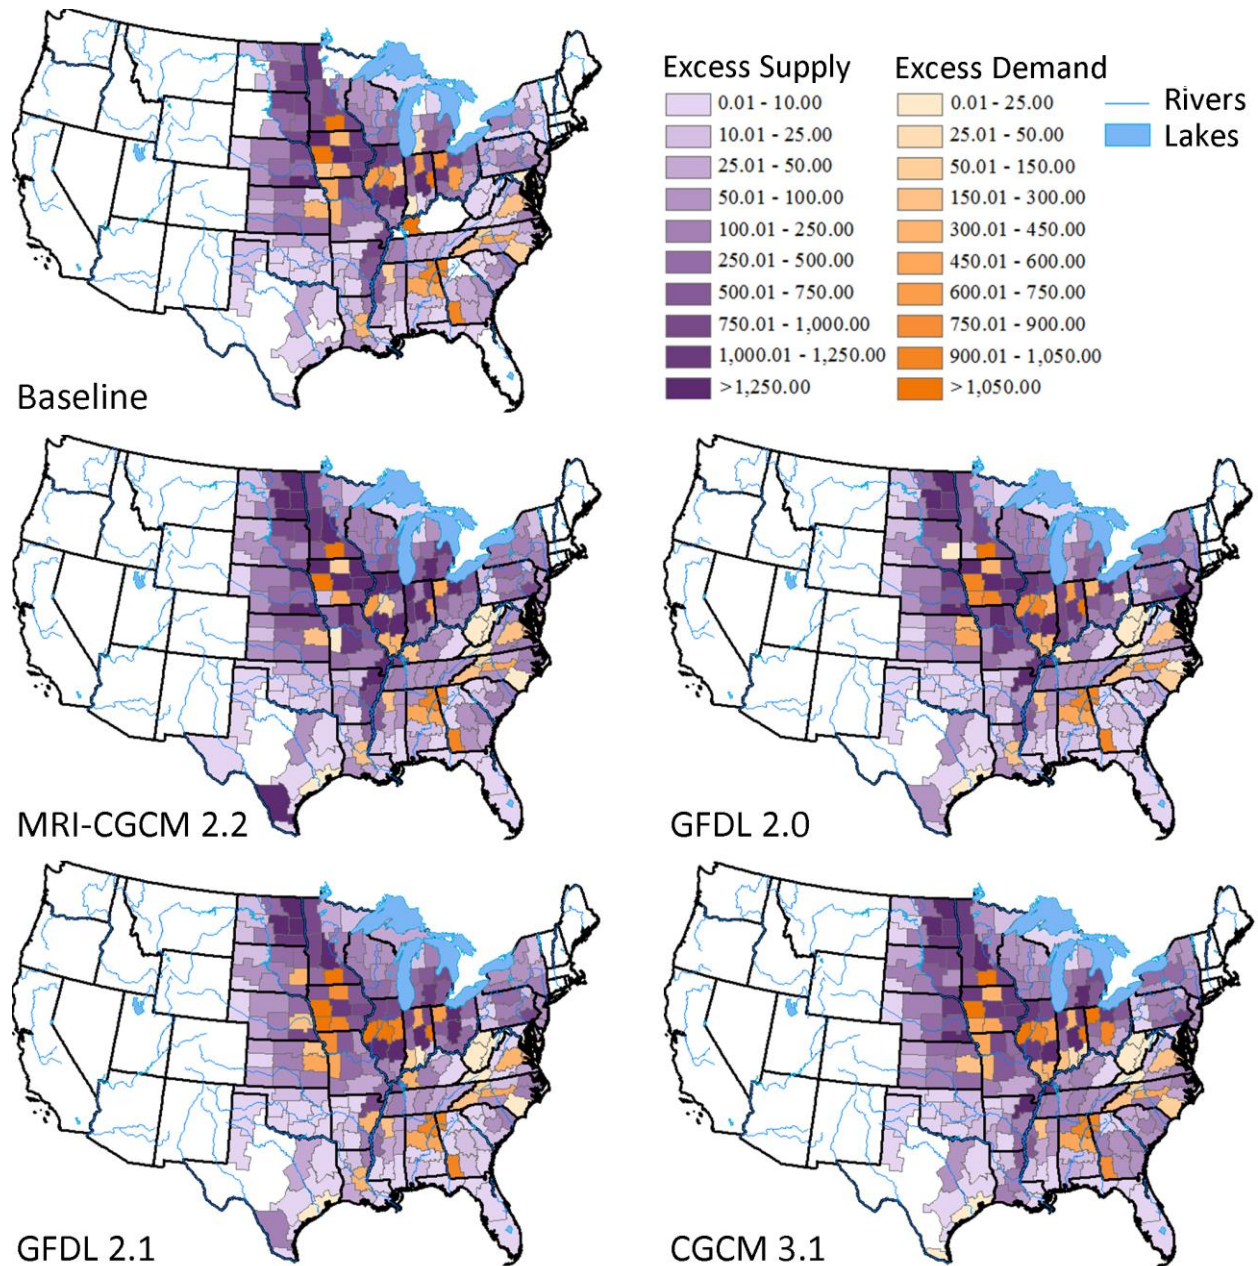 Excess Supply Excess Demand
0.01 - 10.00 0.01 - 25.00 Rivers
10.01 - 25.00 25.01 - 50.00 Lakes
25.01 - 50.00 50.01 - 150.00
50.01 - 100.00 150.01 - 300.00
100.01 - 250.00 300.01 - 450.00
250.01 - 500.00 450.01 - 600.00
500.01 - 750.00 600.01 - 750.00
750.01 - 1,000.00 750.01 - 900.00
1,000.01 - 1,250.00 900.01 - 1,050.00
>1,250.00 >1,050.00
Baseline
MRI-CGCM 2.2 GFDL 2.0
GFDL 2.1 CGCM 3.1